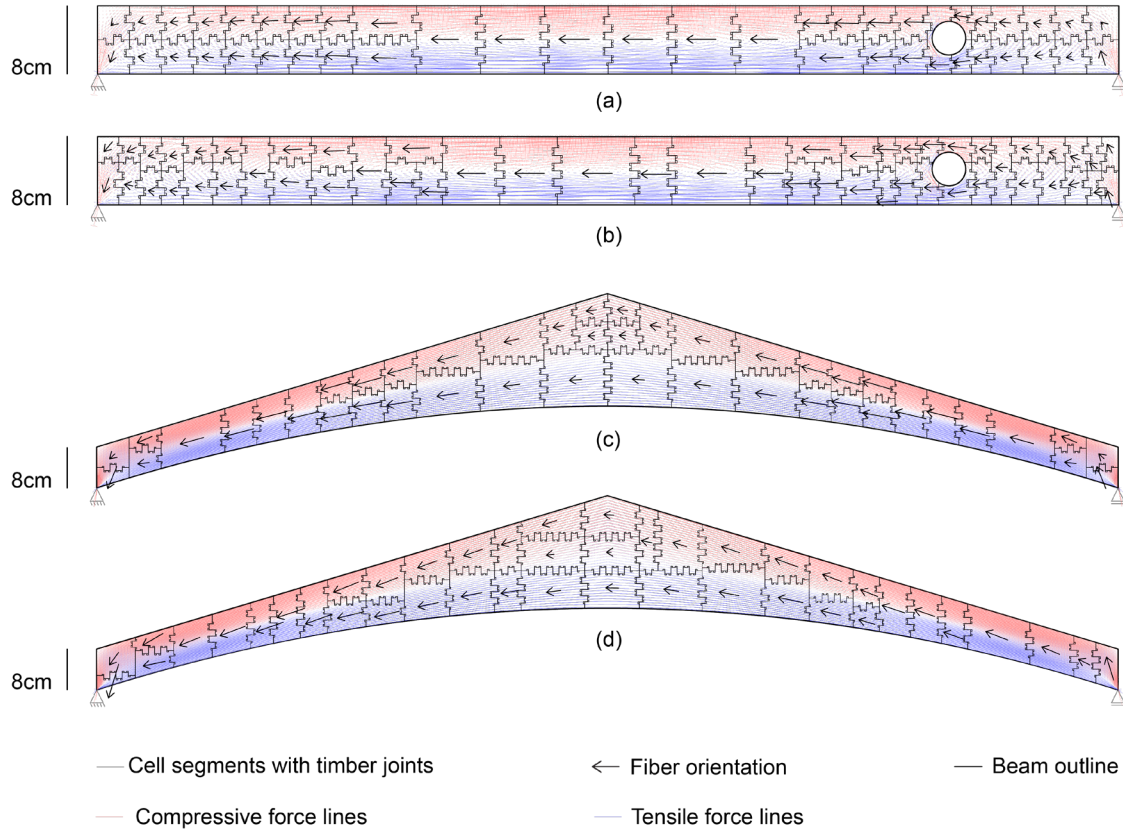 8cm
(a)
8cm
(b)
(c)
8cm
(d)
8cm
Cell segments with timber joints
Fiber orientation
Beam outline
Compressive force lines
Tensile force lines